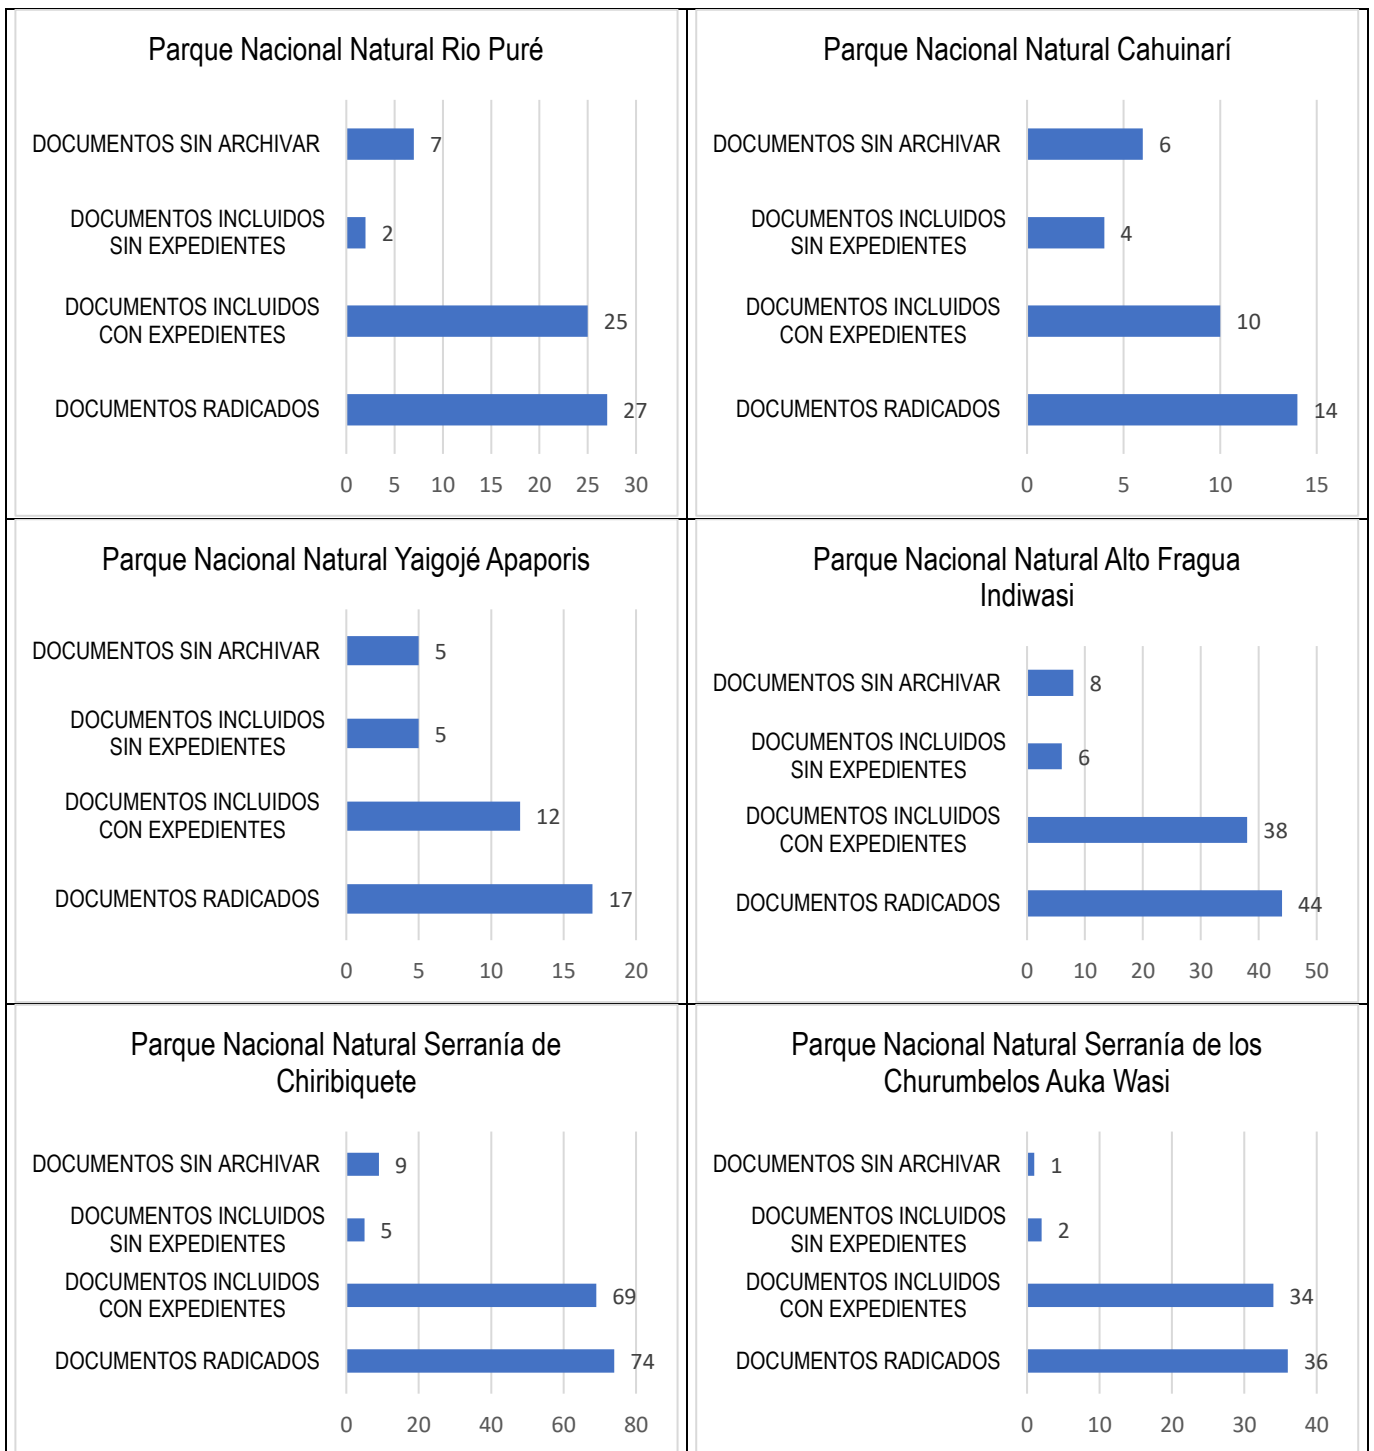 Parque Nacional Natural Rio Puré
DOCUMENTOS SIN ARCHIVAR
7
DOCUMENTOS INCLUIDOS
SIN EXPEDIENTES
2
DOCUMENTOS INCLUIDOS
CON EXPEDIENTES
25
DOCUMENTOS RADICADOS
27
0 5 10 15 20 25 30
Parque Nacional Natural Cahuinarí
DOCUMENTOS SIN ARCHIVAR
6
DOCUMENTOS INCLUIDOS
SIN EXPEDIENTES
4
DOCUMENTOS INCLUIDOS
CON EXPEDIENTES
10
DOCUMENTOS RADICADOS
14
0 5 10 15
Parque Nacional Natural Yaigojé Apaporis
DOCUMENTOS SIN ARCHIVAR
5
DOCUMENTOS INCLUIDOS
SIN EXPEDIENTES
5
DOCUMENTOS INCLUIDOS
CON EXPEDIENTES
12
DOCUMENTOS RADICADOS
17
0 5 10 15 20
Parque Nacional Natural Alto Fragua
Indiwasi
DOCUMENTOS SIN ARCHIVAR
8
DOCUMENTOS INCLUIDOS
SIN EXPEDIENTES
6
DOCUMENTOS INCLUIDOS
CON EXPEDIENTES
38
DOCUMENTOS RADICADOS
44
0 10 20 30 40 50
Parque Nacional Natural Serranía de
Chiribiquete
DOCUMENTOS SIN ARCHIVAR
9
DOCUMENTOS INCLUIDOS
SIN EXPEDIENTES
5
DOCUMENTOS INCLUIDOS
CON EXPEDIENTES
69
DOCUMENTOS RADICADOS
74
0 20 40 60 80
Parque Nacional Natural Serranía de los
Churumbelos Auka Wasi
DOCUMENTOS SIN ARCHIVAR
1
DOCUMENTOS INCLUIDOS
SIN EXPEDIENTES
2
DOCUMENTOS INCLUIDOS
CON EXPEDIENTES
34
DOCUMENTOS RADICADOS
36
0 10 20 30 40